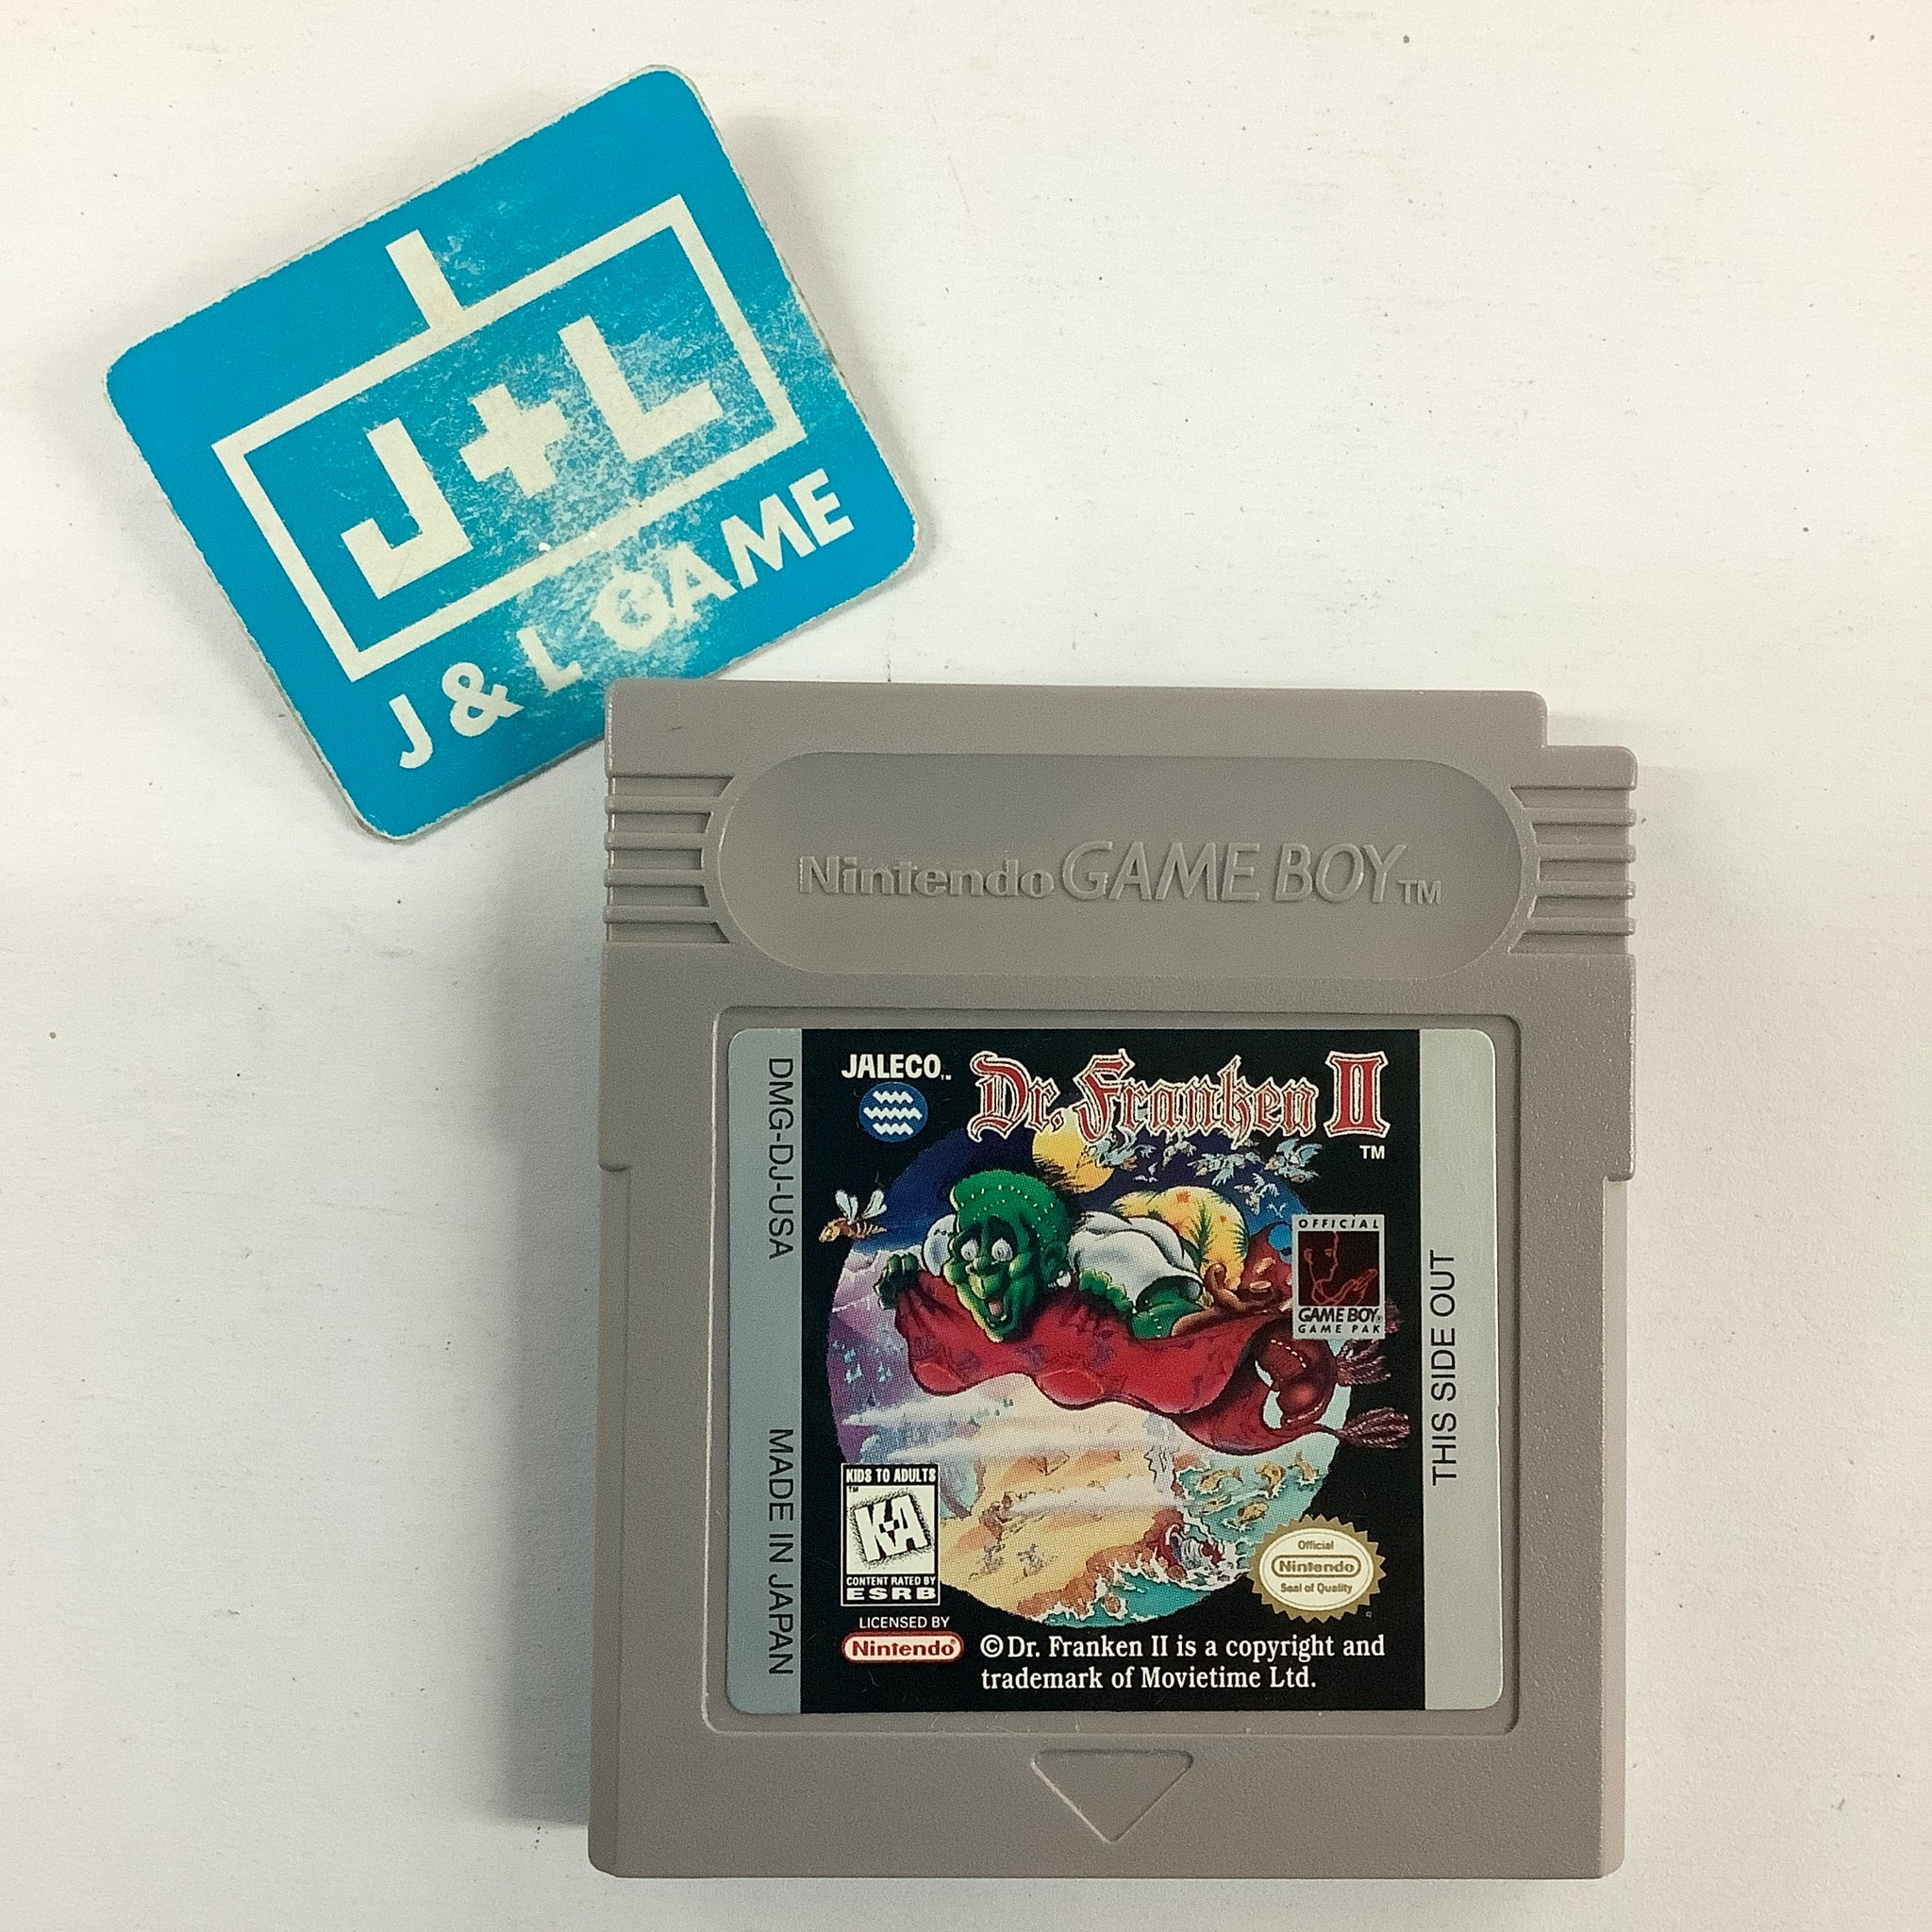 J+L
J & L GAME
Nintendo GAME BOY TM
JALECO TM
Dr. Franken II
TM
DMG-DJ-USA
MADE IN JAPAN
OFFICIAL
GAME BOY®
GAME PAK
THIS SIDE OUT
KIDS TO ADULTS
TM
K-A
CONTENT RATED BY
ESRB
Official
Nintendo
Seal of Quality
LICENSED BY
Nintendo®
© Dr. Franken II is a copyright and
trademark of Movietime Ltd.